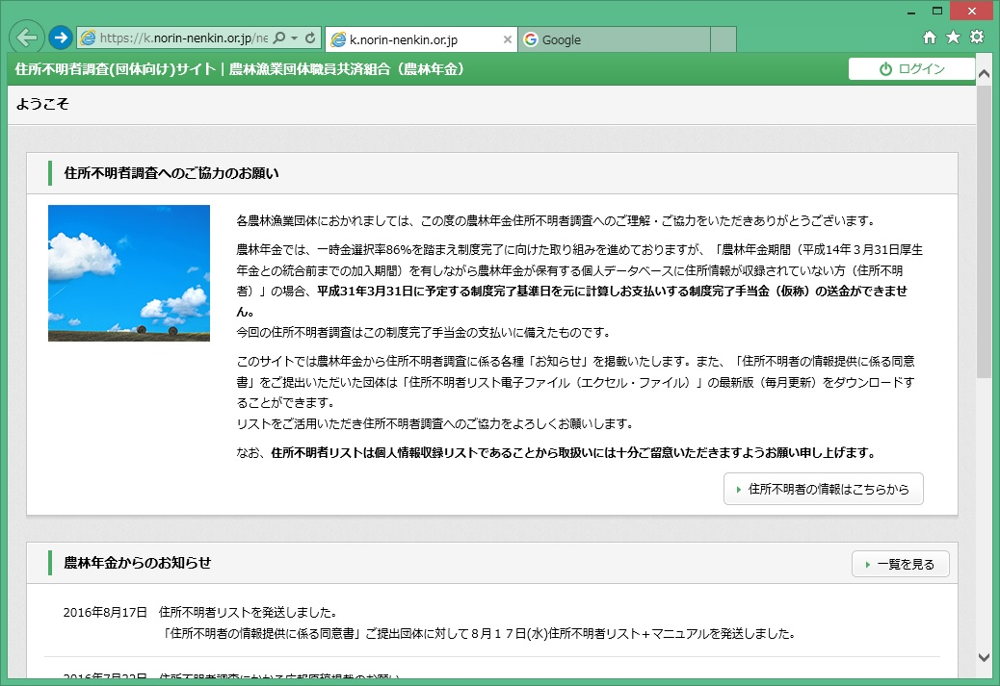 https://k.norin-nenkin.or.jp/ne
k.norin-nenkin.or.jp
Google
住所不明者調査(団体向け)サイト｜農林漁業団体職員共済組合（農林年金）
ログイン
ようこそ
住所不明者調査へのご協力のお願い
各農林漁業団体におかれましては、この度の農林年金住所不明者調査へのご理解・ご協力をいただきありがとうございます。
農林年金では、一時金選択率86%を踏まえ制度完了に向けた取り組みを進めておりますが、「農林年金期間（平成14年３月31日厚生
年金との統合前までの加入期間）を有しながら農林年金が保有する個人データベースに住所情報が収録されていない方（住所不明
者）」の場合、平成31年3月31日に予定する制度完了基準日を元に計算しお支払いする制度完了手当金（仮称）の送金ができませ
ん。
今回の住所不明者調査はこの制度完了手当金の支払いに備えたものです。
このサイトでは農林年金から住所不明者調査に係る各種「お知らせ」を掲載いたします。また、「住所不明者の情報提供に係る同意
書」をご提出いただいた団体は「住所不明者リスト電子ファイル（エクセル・ファイル）」の最新版（毎月更新）をダウンロードす
ることができます。
リストをご活用いただき住所不明者調査へのご協力をよろしくお願いします。
なお、住所不明者リストは個人情報収録リストであることから取扱いには十分ご留意いただきますようお願い申し上げます。
住所不明者の情報はこちらから
農林年金からのお知らせ
一覧を見る
2016年8月17日 住所不明者リストを発送しました。
「住所不明者の情報提供に係る同意書」ご提出団体に対して８月１７日(水)住所不明者リスト＋マニュアルを発送しました。
2016年7月22日 住所不明者調査にかかる広報原稿掲載のお願い